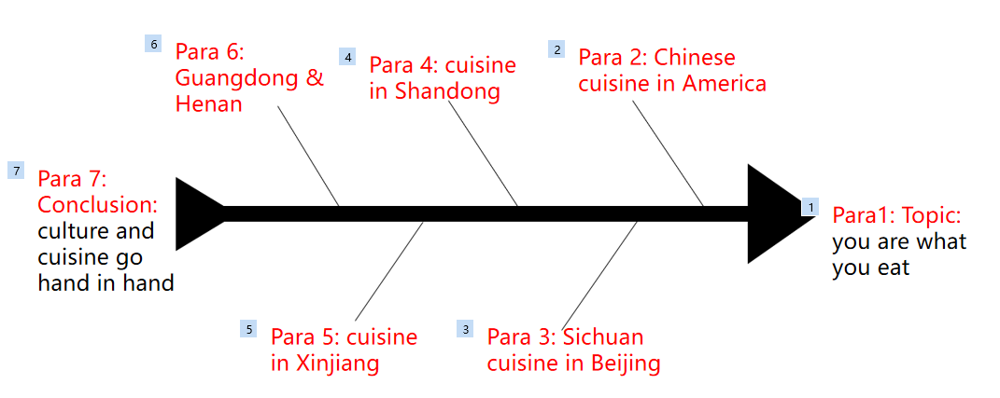 6
Para 6:
Guangdong &
Henan
4
Para 4: cuisine
in Shandong
2
Para 2: Chinese
cuisine in America
7
Para 7:
Conclusion:
culture and
cuisine go
hand in hand
1
Para1: Topic:
you are what
you eat
5
Para 5: cuisine
in Xinjiang
3
Para 3: Sichuan
cuisine in Beijing